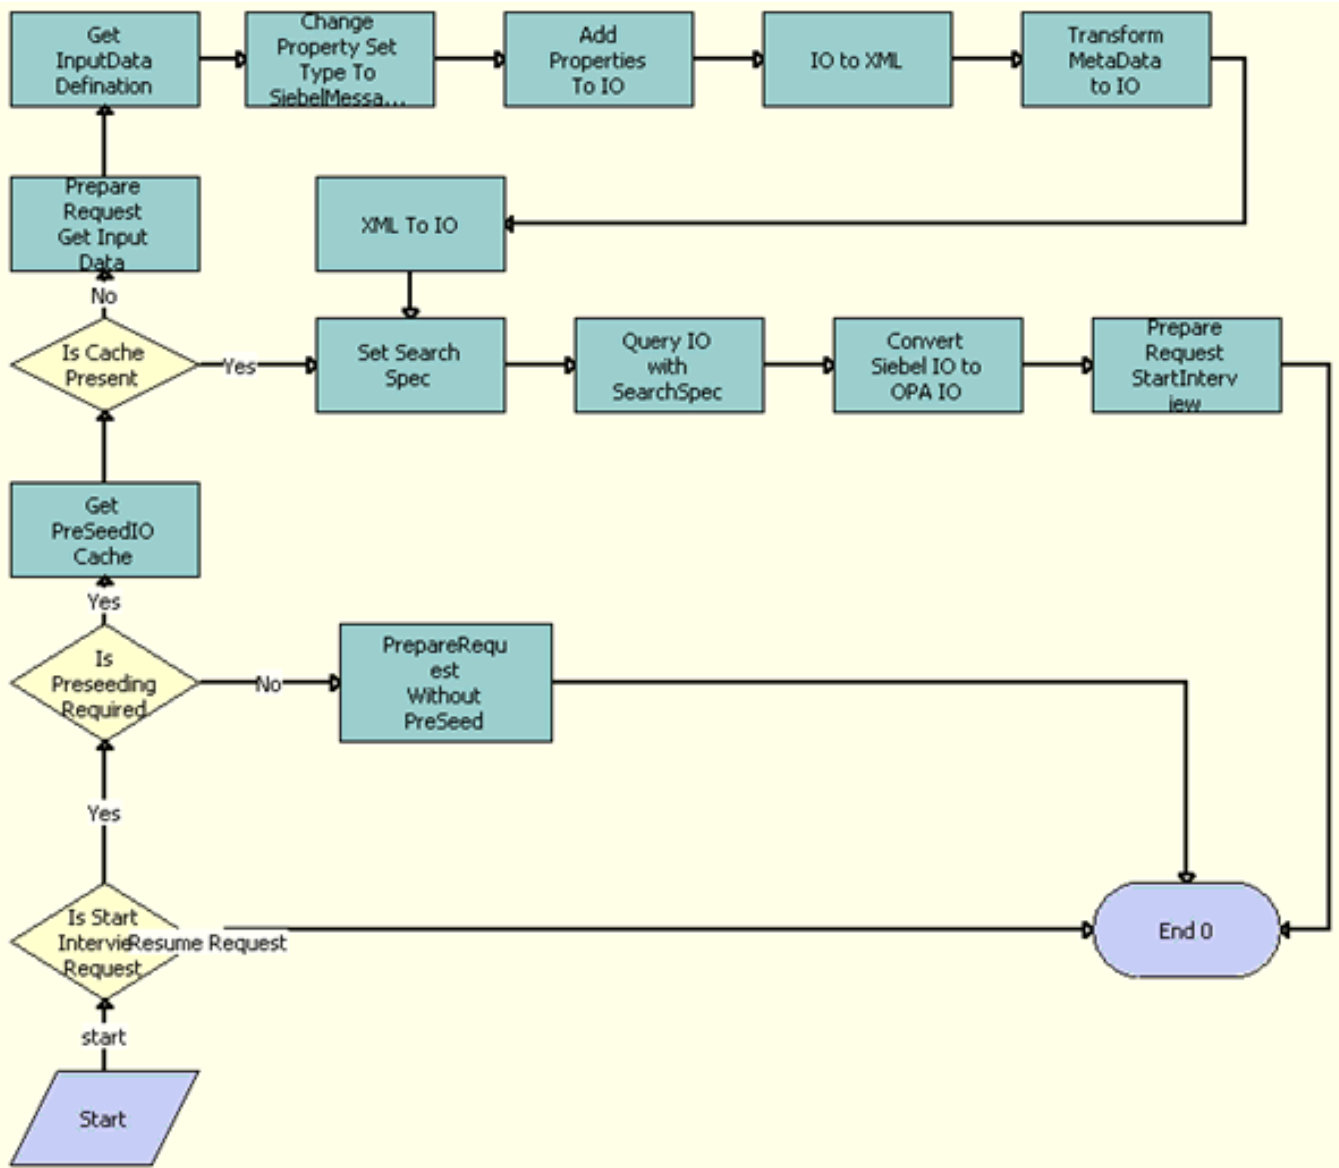 Get
InputData
Defination
Change
Property Set
Type To
SiebelMessa...
Add
Properties
To IO
IO to XML
Transform
MetaData
to IO
Prepare
Request
Get Input
Data
XML To IO
No
Is Cache
Present
Yes
Set Search
Spec
Query IO
with
SearchSpec
Convert
Siebel IO to
OPA IO
Prepare
Request
StartInterv
iew
Get
PreSeedIO
Cache
Yes
Is
Preseeding
Required
No
PrepareRequ
est
Without
PreSeed
Yes
Is Start
Intervie
Request
Resume Request
End 0
start
Start